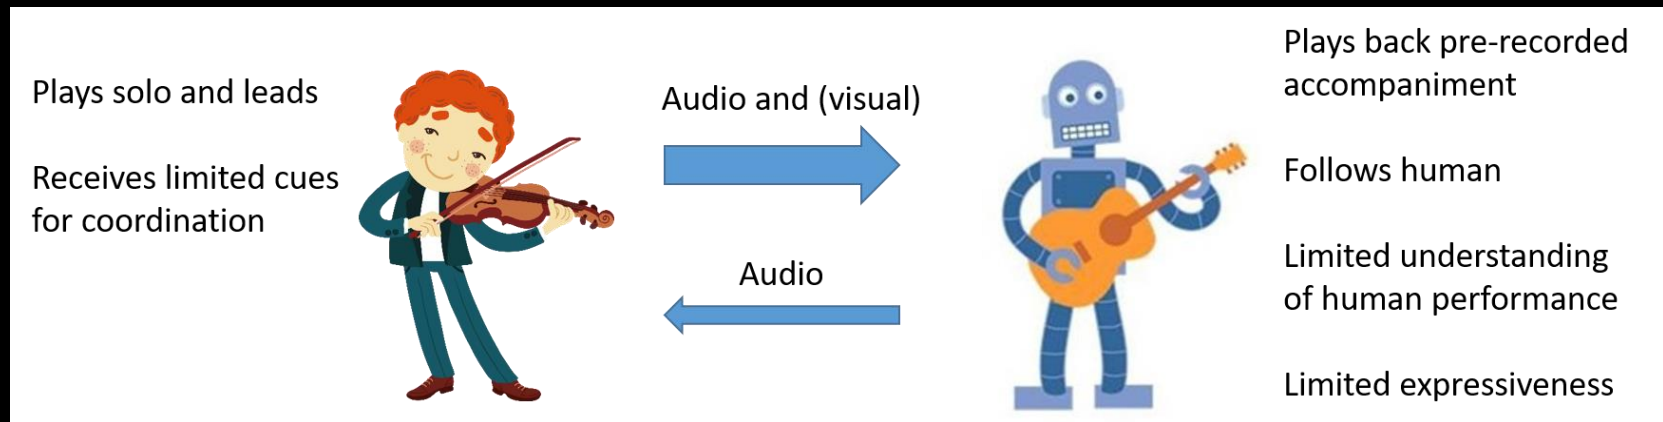 Plays solo and leads
Receives limited cues
for coordination
Audio and (visual)
Audio
Plays back pre-recorded
accompaniment
Follows human
Limited understanding
of human performance
Limited expressiveness